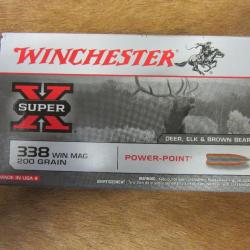 WINCHESTER
SUPER
X
DEER, ELK & BROWN BEAR
338 WIN MAG
200 GRAIN
POWER-POINT
MADE IN USA